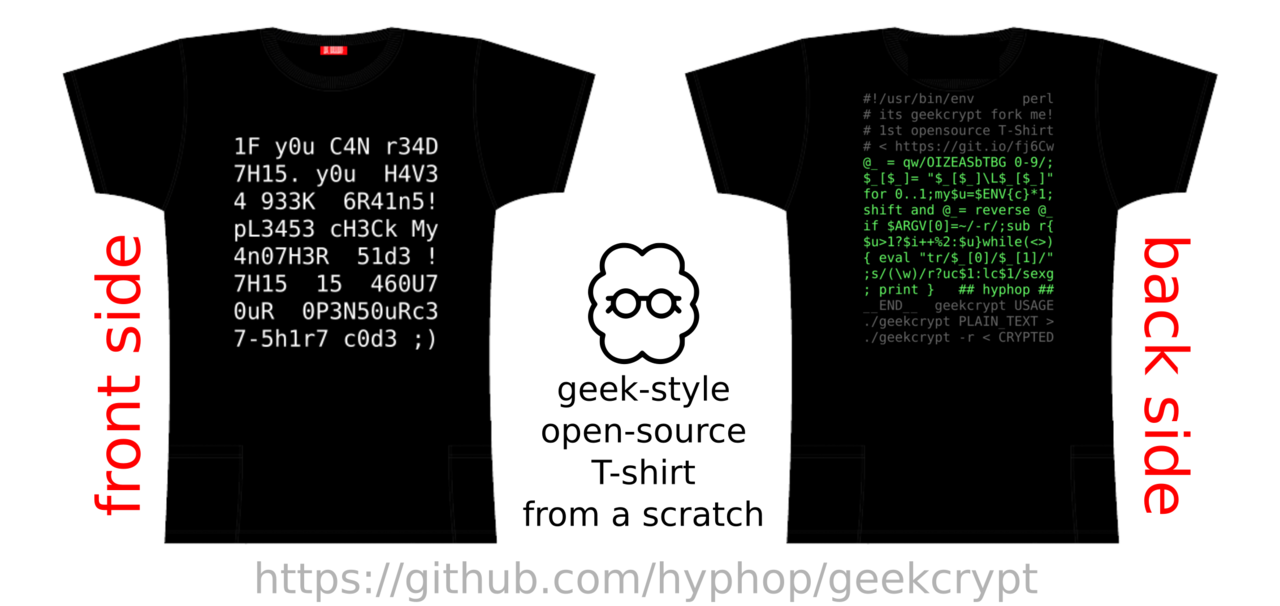 front side
1F y0u C4N r34D
7H15. y0u  H4V3
4 933K  6R41n5!
pL3453 cH3Ck My
4n07H3R  51d3 !
7H15  15  460U7
0uR  0P3N50uRc3
7-5h1r7 c0d3 ;)
geek-style
open-source
T-shirt
from a scratch
#!/usr/bin/env      perl
# its geekcrypt fork me!
# 1st opensource T-Shirt
# < https://git.io/fj6Cw
@_ = qw/OIZEASbTBG 0-9/;
$_[$_]= "$_[$_]\L$_[$_]"
for 0..1;my$u=$ENV{c}*1;
shift and @_= reverse @_
if $ARGV[0]=~/-r/;sub r{
$u>1?$i++%2:$u}while(<>)
{ eval "tr/$_[0]/$_[1]/"
;s/(\w)/r?uc$1:lc$1/sexg
; print }   ## hyphop ##
__END__  geekcrypt USAGE
./geekcrypt PLAIN_TEXT >
./geekcrypt -r < CRYPTED
back side
https://github.com/hyphop/geekcrypt